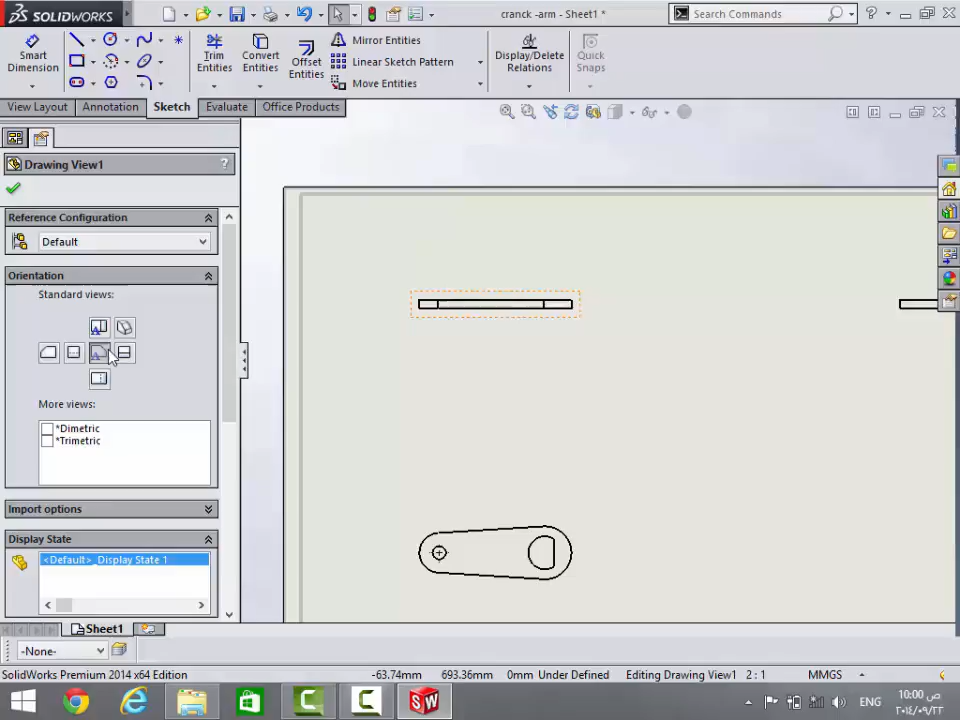 SOLIDWORKS
cranck -arm - Sheet1 *
Search Commands
Smart Dimension
Trim Entities
Convert Entities
Offset Entities
Mirror Entities
Linear Sketch Pattern
Move Entities
Display/Delete Relations
Quick Snaps
View Layout
Annotation
Sketch
Evaluate
Office Products
Drawing View1
?
Reference Configuration
Default
Orientation
Standard views:
More views:
*Dimetric
*Trimetric
Import options
Display State
<Default>_Display State 1
Sheet1
-None-
SolidWorks Premium 2014 x64 Edition
-63.74mm
693.36mm
0mm
Under Defined
Editing Drawing View1
2 : 1
MMGS
ENG
10:00 ص
٢٠١٤/٠٩/٢٢